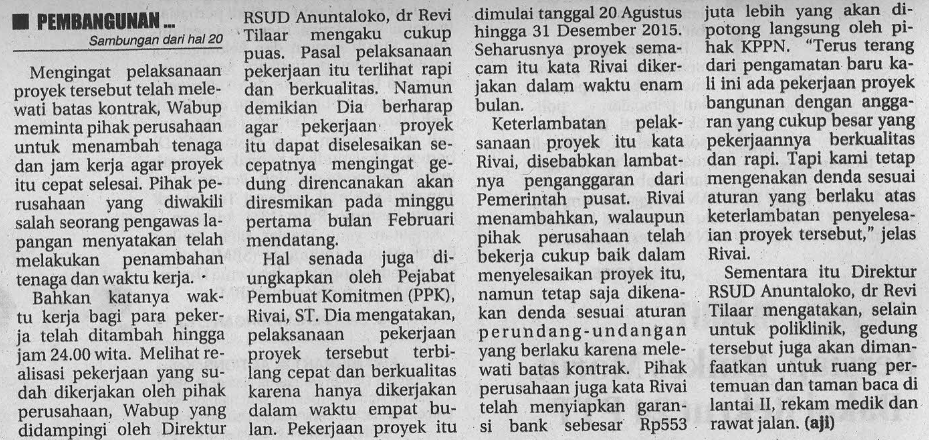 ■ PEMBANGUNAN...
Sambungan dari hal 20
Mengingat pelaksanaan
proyek tersebut telah mele-
wati batas kontrak, Wabup
meminta pihak perusahaan
untuk menambah tenaga
dan jam kerja agar proyek
itu cepat selesai. Pihak pe-
rusahaan yang diwakili
salah seorang pengawas la-
pangan menyatakan telah
melakukan penambahan
tenaga dan waktu kerja.
Bahkan katanya wak-
tu kerja bagi para peker-
ja telah ditambah hingga
jam 24.00 wita. Melihat re-
alisasi pekerjaan yang su-
dah dikerjakan oleh pihak
perusahaan, Wabup yang
didampingi oleh Direktur
RSUD Anuntaloko, dr Revi
Tilaar mengaku cukup
puas. Pasal pelaksanaan
pekerjaan itu terlihat rapi
dan berkualitas. Namun
demikian Dia berharap
agar pekerjaan proyek
itu dapat diselesaikan se-
cepatnya mengingat ge-
dung direncanakan akan
diresmikan pada minggu
pertama bulan Februari
mendatang.
Hal senada juga di-
ungkapkan oleh Pejabat
Pembuat Komitmen (PPK),
Rivai, ST. Dia mengatakan,
pelaksanaan pekerjaan
proyek tersebut terbi-
lang cepat dan berkualitas
karena hanya dikerjakan
dalam waktu empat bu-
lan. Pekerjaan proyek itu
dimulai tanggal 20 Agustus
hingga 31 Desember 2015.
Seharusnya proyek sema-
cam itu kata Rivai diker-
jakan dalam waktu enam
bulan.
Keterlambatan pelak-
sanaan proyek itu kata
Rivai, disebabkan lambat-
nya penganggaran dari
Pemerintah pusat. Rivai
menambahkan, walaupun
pihak perusahaan telah
bekerja cukup baik dalam
menyelesaikan proyek itu,
namun tetap saja dikena-
kan denda sesuai aturan
perundang-undangan
yang berlaku karena mele-
wati batas kontrak. Pihak
perusahaan juga kata Rivai
telah menyiapkan garan-
si bank sebesar Rp553
juta lebih yang akan di-
potong langsung oleh pi-
hak KPPN. “Terus terang
dari pengamatan baru ka-
li ini ada pekerjaan proyek
bangunan dengan angga-
ran yang cukup besar yang
pekerjaannya berkualitas
dan rapi. Tapi kami tetap
mengenakan denda sesuai
aturan yang berlaku atas
keterlambatan penyelesa-
ian proyek tersebut,” jelas
Rivai.
Sementara itu Direktur
RSUD Anuntaloko, dr Revi
Tilaar mengatakan, selain
untuk poliklinik, gedung
tersebut juga akan diman-
faatkan untuk ruang per-
temuan dan taman baca di
lantai II, rekam medik dan
rawat jalan. (aji)